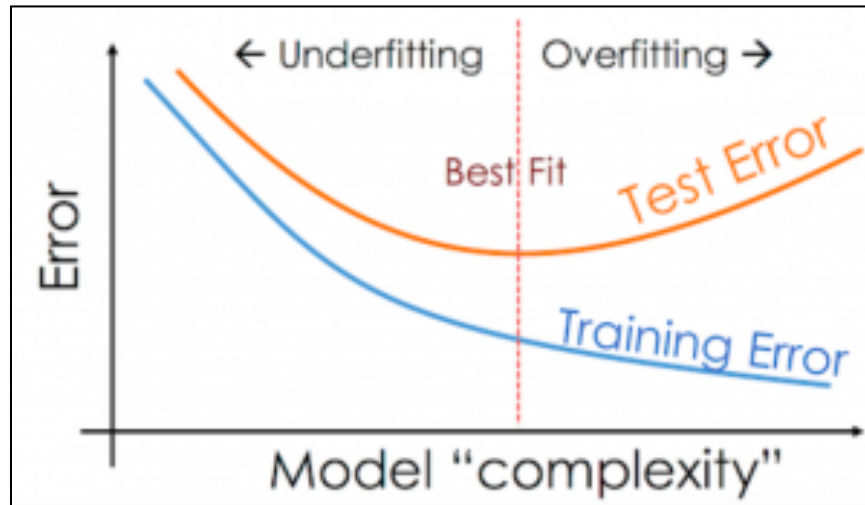 ← Underfitting Overfitting →
Best Fit
Test Error
Error
Training Error
Model “complexity”